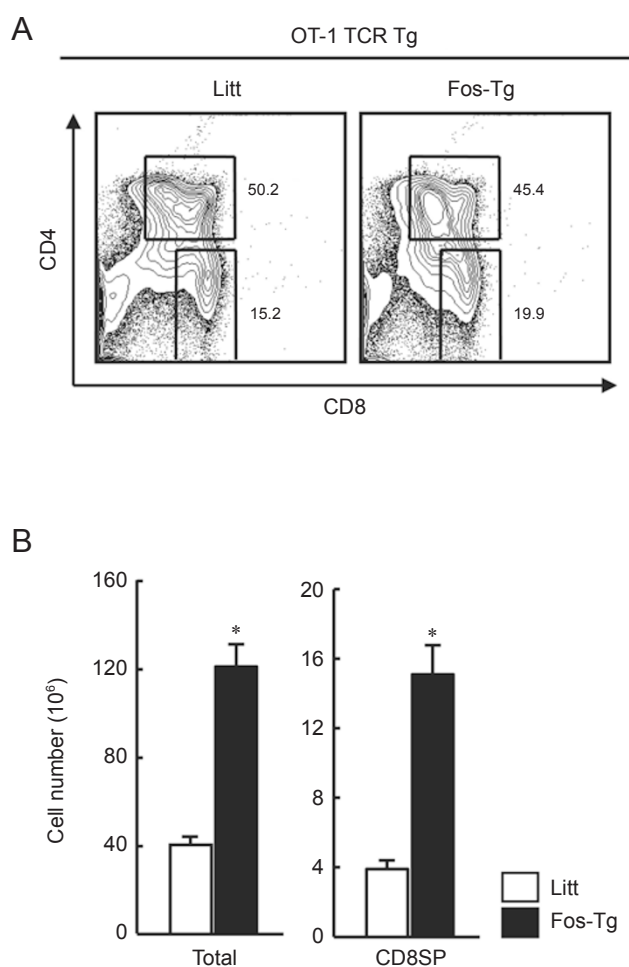 A
OT-1 TCR Tg
Litt
Fos-Tg
50.2
45.4
15.2
19.9
CD4
CD8
B
160
120
80
40
0
20
16
12
8
4
0
*
*
Cell number (10⁶)
Total
CD8SP
Litt
Fos-Tg